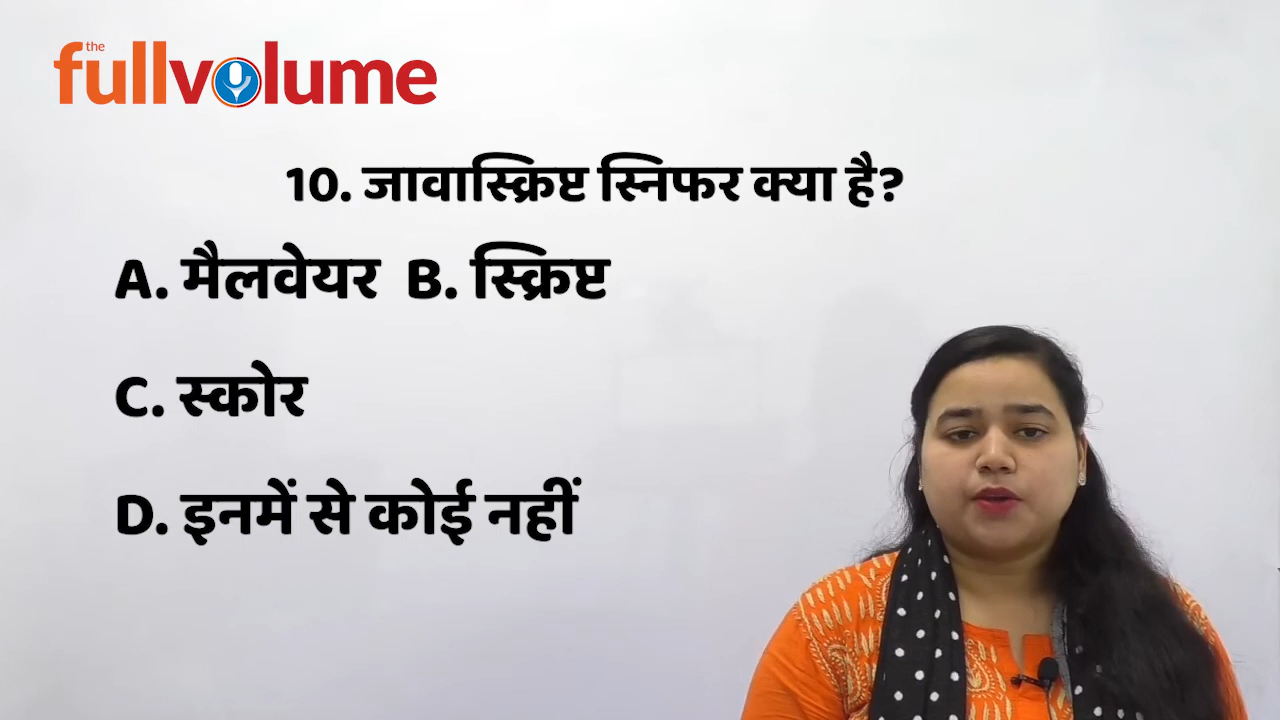 the
fullvolume
10. जावास्क्रिप्ट स्निफर क्या है?
A. मैलवेयर B. स्क्रिप्ट
C. स्कोर
D. इनमें से कोई नहीं